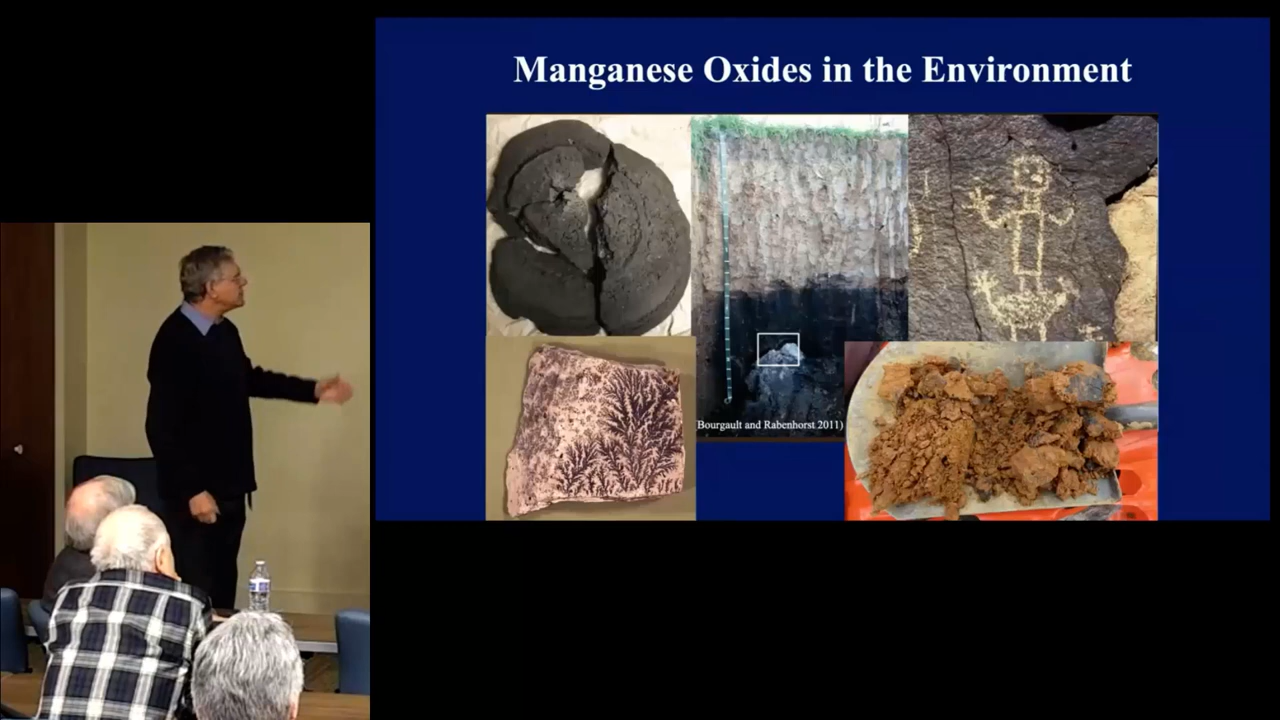 Manganese Oxides in the Environment
(Bourgault and Rabenhorst 2011)